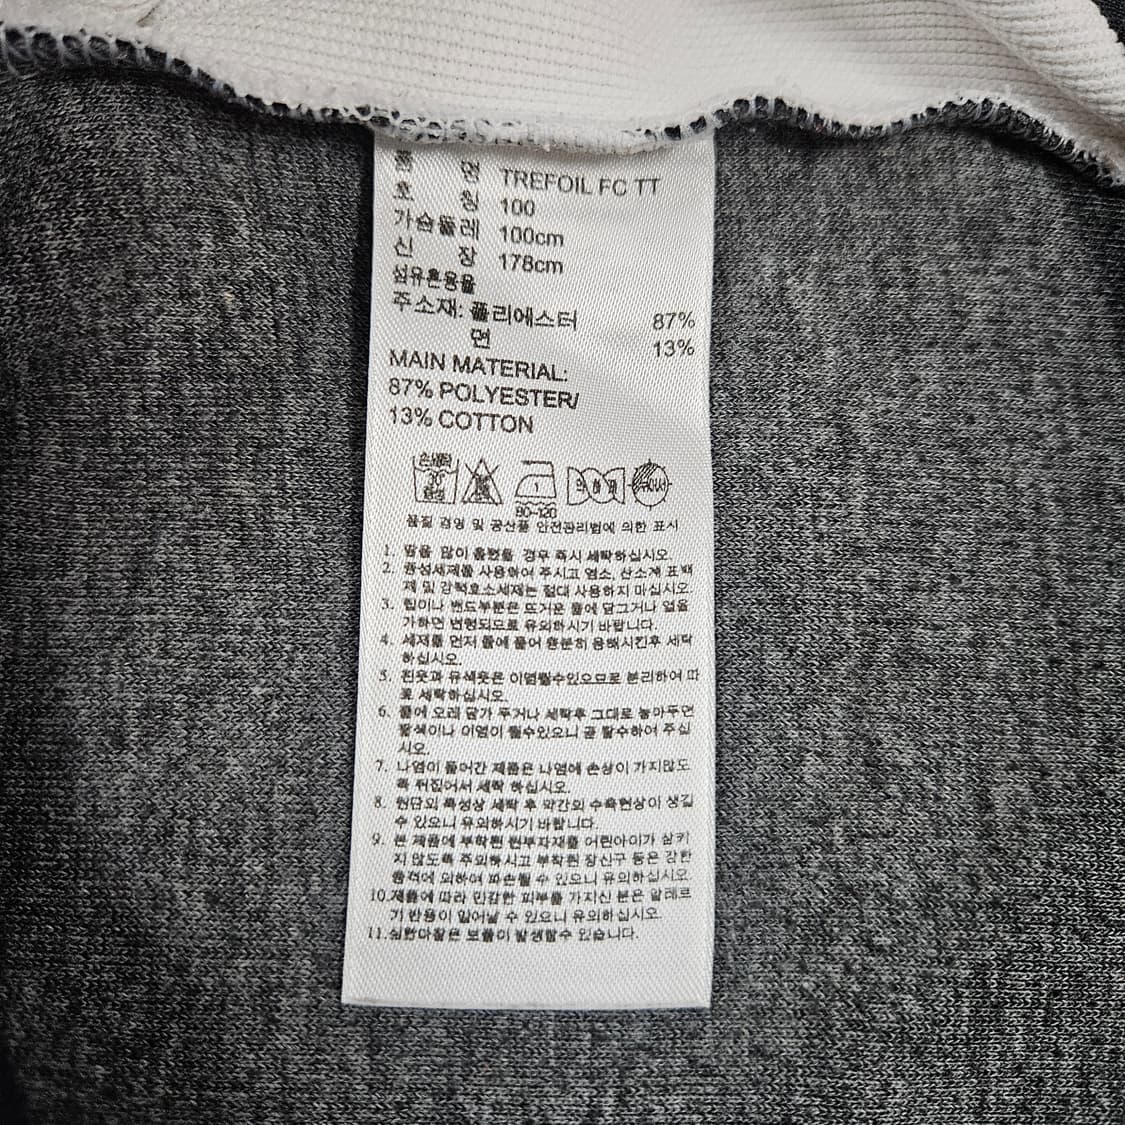 품 명 TREFOIL FC TT
호 칭 100
가슴둘레 100cm
신 장 178cm
섬유혼용율
주소재: 폴리에스터 87%
면 13%
MAIN MATERIAL:
87% POLYESTER/
13% COTTON
80~120
품질 경영 및 공산품 안전관리법에 의한 표시
1. 땀을 많이 흘렸을 경우 즉시 세탁하십시오.
2. 중성세제를 사용하여 주시고 염소, 산소계 표백
제 및 강력효소세제는 절대 사용하지 마십시오.
3. 립이나 밴드부분은 뜨거운 물에 담그거나 열을
가하면 변형되므로 유의하시기 바랍니다.
4. 세제를 먼저 물에 풀어 충분히 용해시킨후 세탁
하십시오.
5. 흰옷과 유색옷은 이염될수있으므로 분리하여 따
로 세탁하십시오.
6. 물에 오래 담가 두거나 세탁후 그대로 놓아두면
탈색이나 이염이 될수있으니 곧 탈수하여 주십
시오.
7. 나염이 들어간 제품은 나염에 손상이 가지않도
록 뒤집어서 세탁 하십시오.
8. 원단의 특성상 세탁 후 약간의 수축현상이 생길
수 있으니 유의하시기 바랍니다.
9. 본 제품에 부착된 원부자재를 어린아이가 삼키
지 않도록 주의하시고 부착된 장신구 등은 강한
충격에 의하여 파손될 수 있으니 유의하십시오.
10.제품에 따라 민감한 피부를 가지신 분은 알레르
기 반응이 일어날 수 있으니 유의하십시오.
11.심한마찰은 보풀이 발생할수 있습니다.